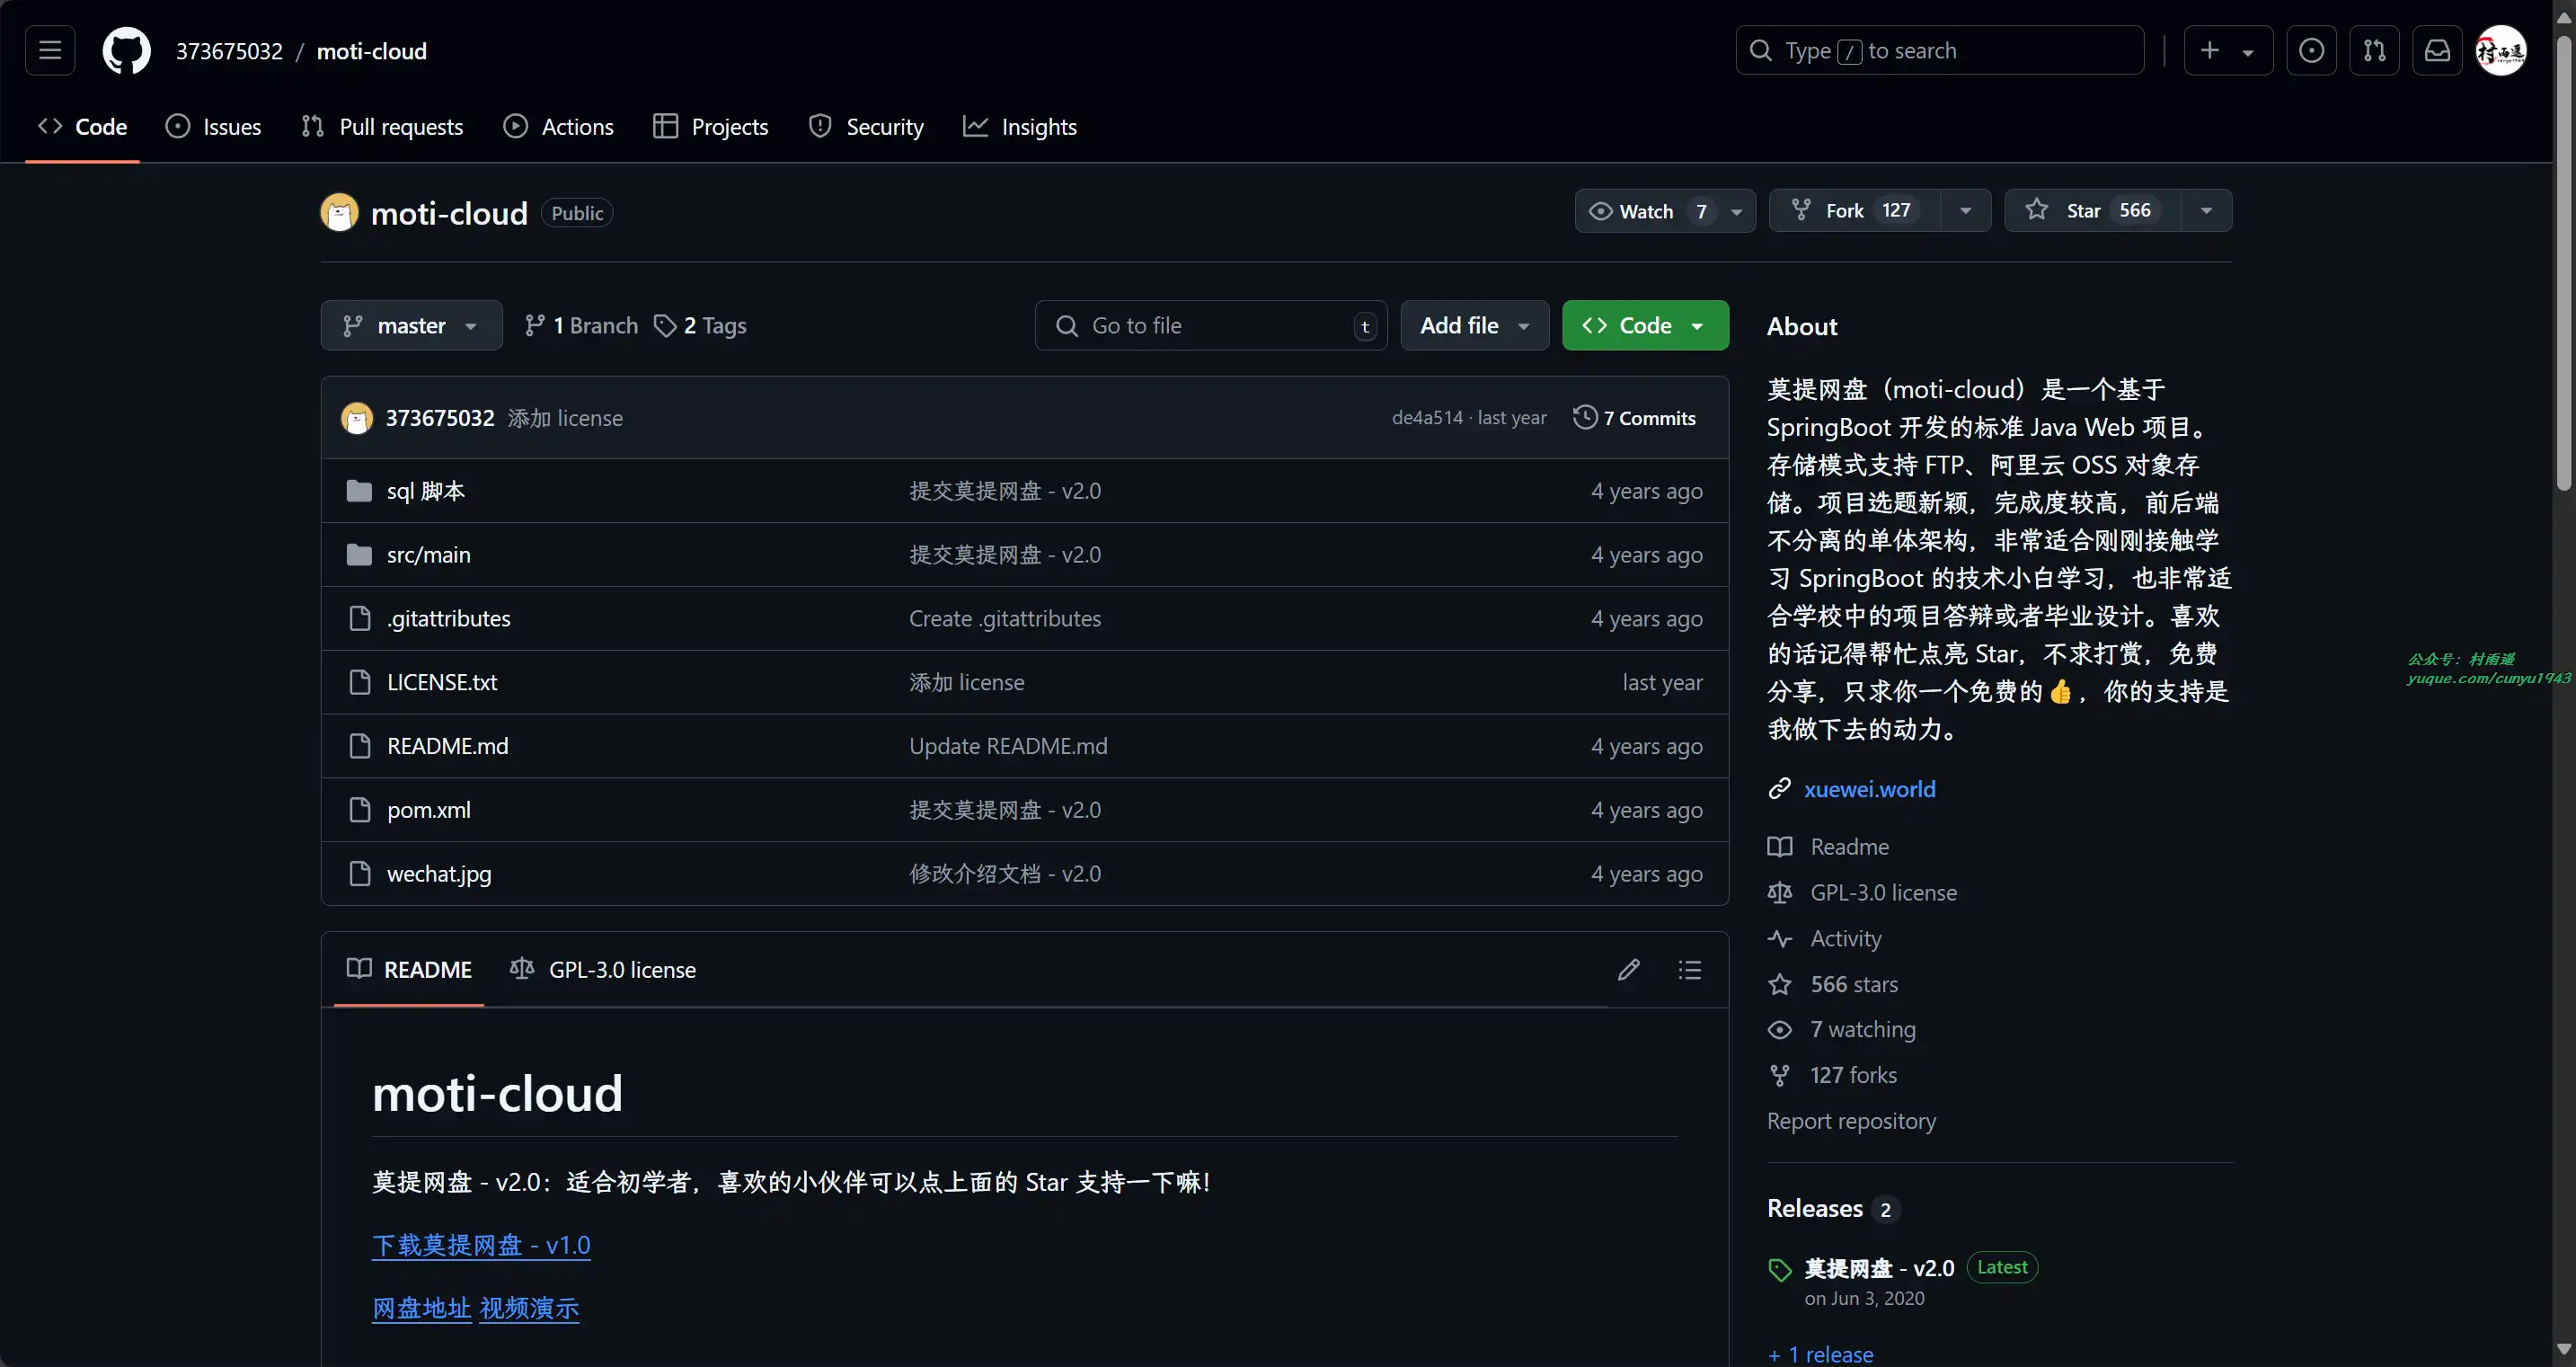 373675032 / moti-cloud
Type / to search
Code Issues Pull requests Actions Projects Security Insights
moti-cloud Public
Watch 7 Fork 127 Star 566
master 1 Branch 2 Tags Go to file t Add file Code
373675032 添加 license de4a514 · last year 7 Commits
sql 脚本 提交莫提网盘 - v2.0 4 years ago
src/main 提交莫提网盘 - v2.0 4 years ago
.gitattributes Create .gitattributes 4 years ago
LICENSE.txt 添加 license last year
README.md Update README.md 4 years ago
pom.xml 提交莫提网盘 - v2.0 4 years ago
wechat.jpg 修改介绍文档 - v2.0 4 years ago
README GPL-3.0 license
moti-cloud
莫提网盘 - v2.0：适合初学者，喜欢的小伙伴可以点上面的 Star 支持一下嘛！
下载莫提网盘 - v1.0
网盘地址 视频演示
About
莫提网盘（moti-cloud）是一个基于
SpringBoot 开发的标准 Java Web 项目。
存储模式支持 FTP、阿里云 OSS 对象存
储。项目选题新颖，完成度较高，前后端
不分离的单体架构，非常适合刚刚接触学
习 SpringBoot 的技术小白学习，也非常适
合学校中的项目答辩或者毕业设计。喜欢
的话记得帮忙点亮 Star，不求打赏，免费
分享，只求你一个免费的👍，你的支持是
我做下去的动力。
xuewei.world
Readme
GPL-3.0 license
Activity
566 stars
7 watching
127 forks
Report repository
Releases 2
莫提网盘 - v2.0 Latest
on Jun 3, 2020
+ 1 release
公众号：村雨遥
yuque.com/cunyu1943